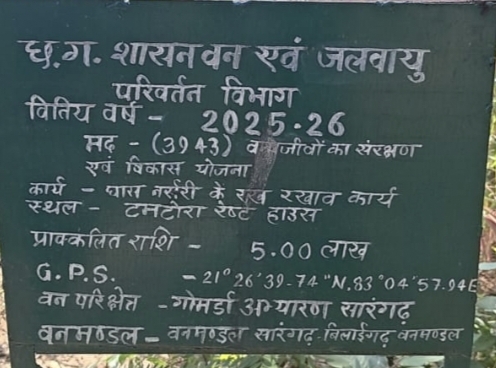 छ.ग. शासन वन एवं जलवायु
परिवर्तन विभाग
वितिय वर्ष - 2025-26
मद - (3943) वन्यजीवों का संरक्षण
एवं विकास योजना
कार्य - घास नर्सरी के रख रखाव कार्य
स्थल - टमटोरा रेष्ट हाउस
प्राक्कलित राशि - 5.00 लाख
G.P.S. - 21° 26' 39-74 "N. 83° 04' 57.94E
वन परिक्षेत्र - गोमर्डा अभ्यारण सारंगढ़
वनमण्डल - वनमण्डल सारंगढ़-बिलाईगढ़ वनमण्डल